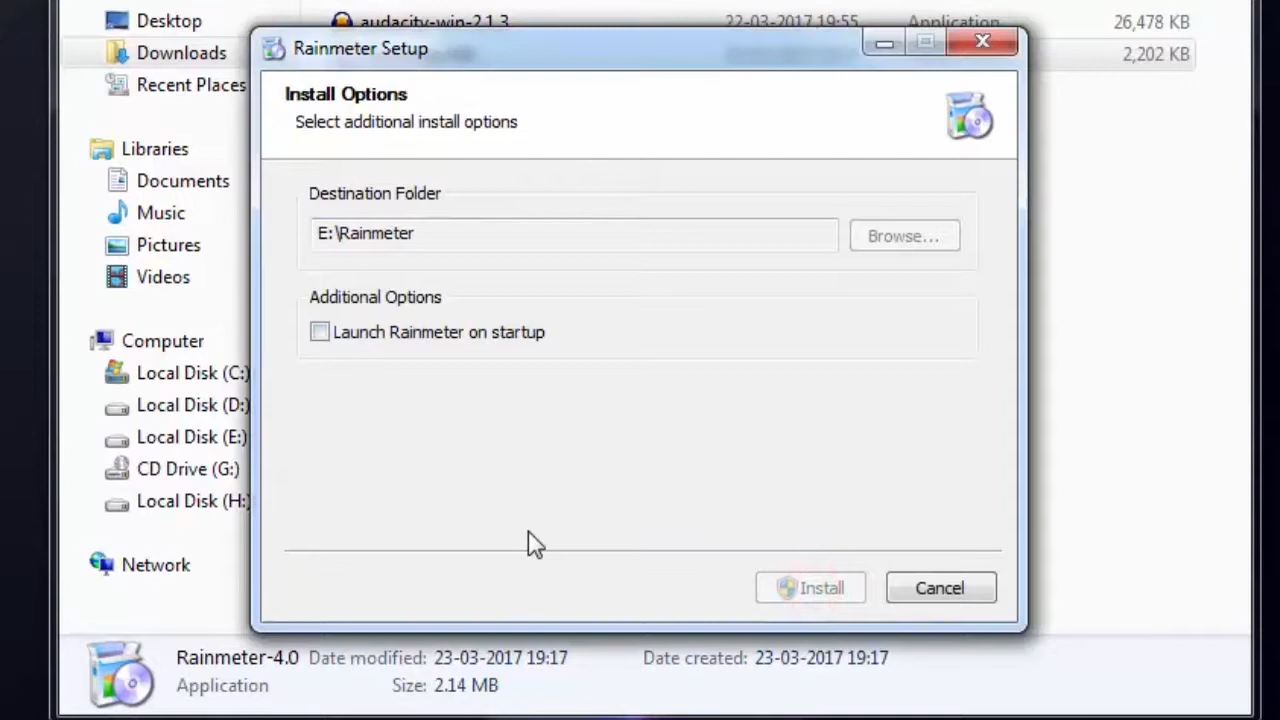 Desktop
audacity-win-2.1.3 22-03-2017 19:55 Application 26,478 KB
Rainmeter Setup
Downloads
2,202 KB
Recent Places
Install Options
Select additional install options
Libraries
Documents
Music
Pictures
Videos
Computer
Local Disk (C:)
Local Disk (D:)
Local Disk (E:)
CD Drive (G:)
Local Disk (H:)
Network
Destination Folder
E:\Rainmeter
Browse...
Additional Options
Launch Rainmeter on startup
Install
Cancel
Rainmeter-4.0 Date modified: 23-03-2017 19:17 Date created: 23-03-2017 19:17
Application Size: 2.14 MB